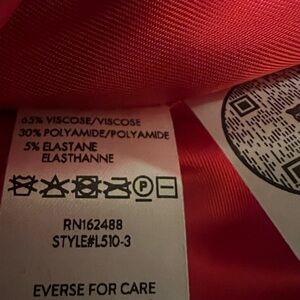 65% VISCOSE/VISCOSE
30% POLYAMIDE/POLYAMIDE
5% ELASTANE
ELASTHANNE
P
RN162488
STYLE#L510-3
EVERSE FOR CARE